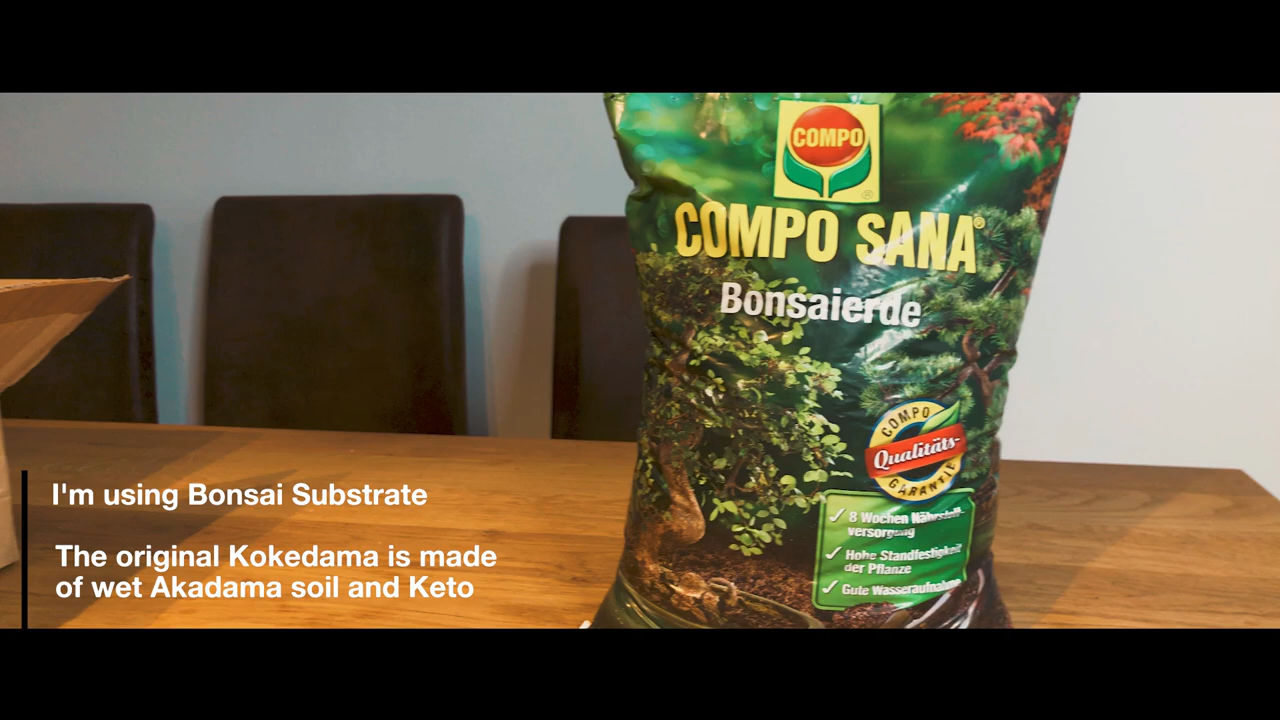 COMPO
COMPO SANA®
Bonsaierde
COMPO
Qualitäts-
GARANTIE
8 Wochen Nährstoff-
versorgung
Hohe Standfestigkeit
der Pflanze
Gute Wasseraufnahme
I'm using Bonsai Substrate
The original Kokedama is made
of wet Akadama soil and Keto